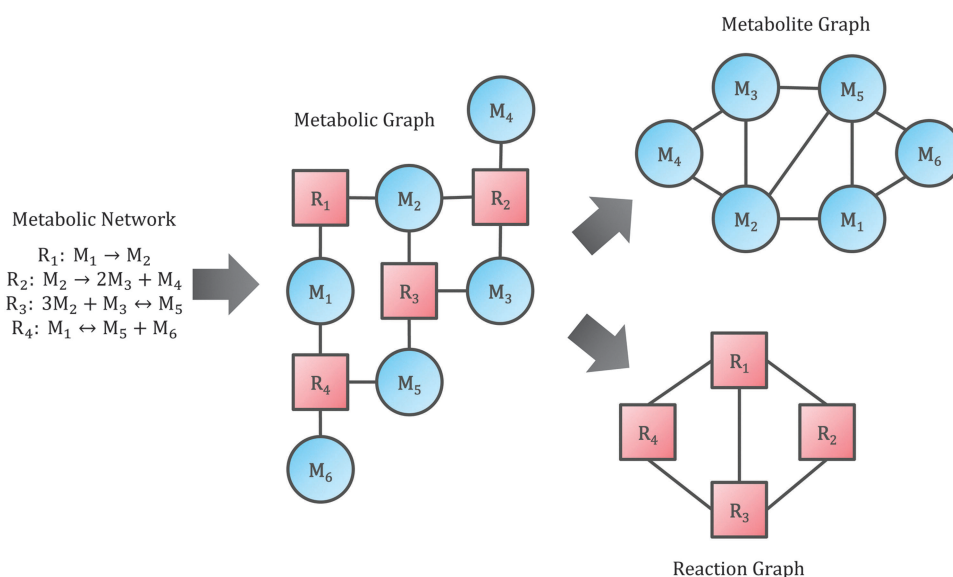 Metabolic Network
R₁: M₁ → M₂
R₂: M₂ → 2M₃ + M₄
R₃: 3M₂ + M₃ ↔ M₅
R₄: M₁ ↔ M₅ + M₆
Metabolic Graph
M₄
R₁
M₂
R₂
M₁
R₃
M₃
R₄
M₅
M₆
Metabolite Graph
M₃
M₅
M₄
M₆
M₂
M₁
R₁
R₄
R₂
R₃
Reaction Graph